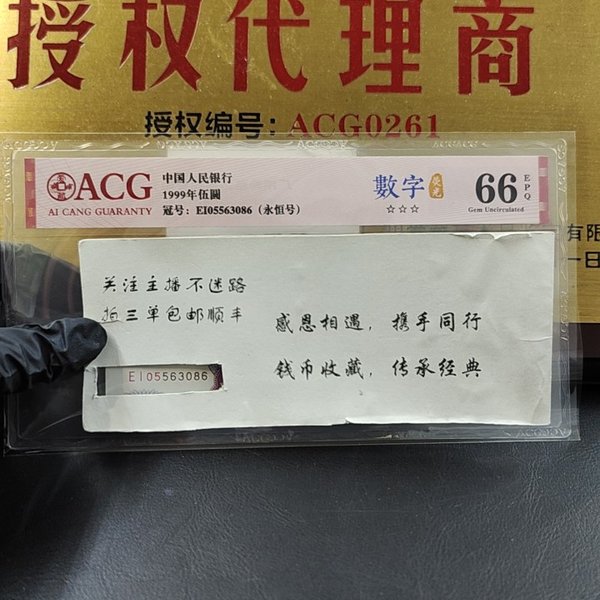 授权代理商
授权编号：ACG0261
ACG
AI CANG GUARANTY
中国人民银行
1999年伍圆
冠号：EI05563086（永恒号）
數字
荧光
☆☆☆
66
EPQ
Gem Uncirculated
有限
一日
关注主播不迷路
拍三单包邮顺丰
感恩相遇，携手同行
钱币收藏，传承经典
EI05563086